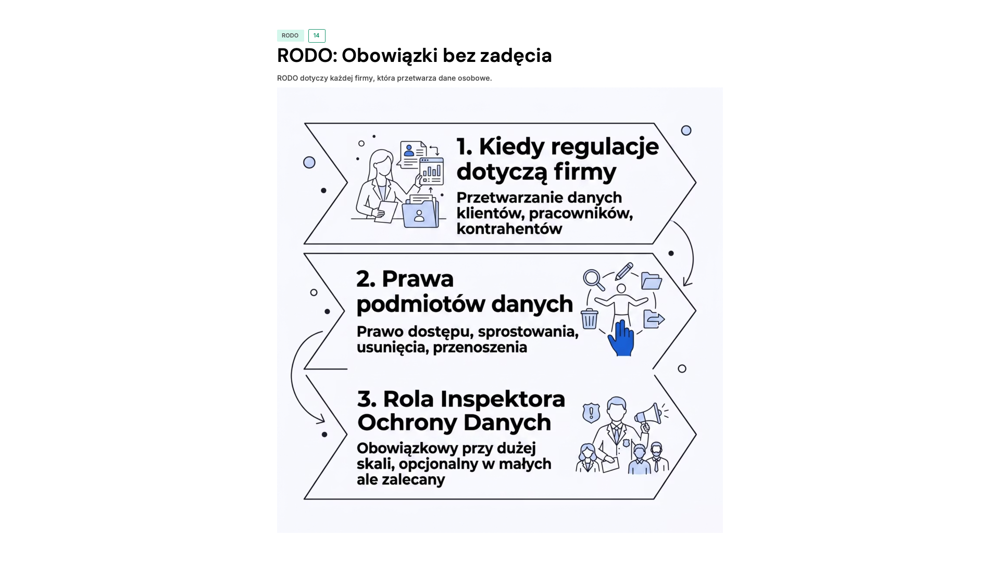 RODO
14
RODO: Obowiązki bez zadęcia
RODO dotyczy każdej firmy, która przetwarza dane osobowe.
1. Kiedy regulacje
dotyczą firmy
Przetwarzanie danych
klientów, pracowników,
kontrahentów
2. Prawa
podmiotów danych
Prawo dostępu, sprostowania,
usunięcia, przenoszenia
3. Rola Inspektora
Ochrony Danych
Obowiązkowy przy dużej
skali, opcjonalny w małych
ale zalecany